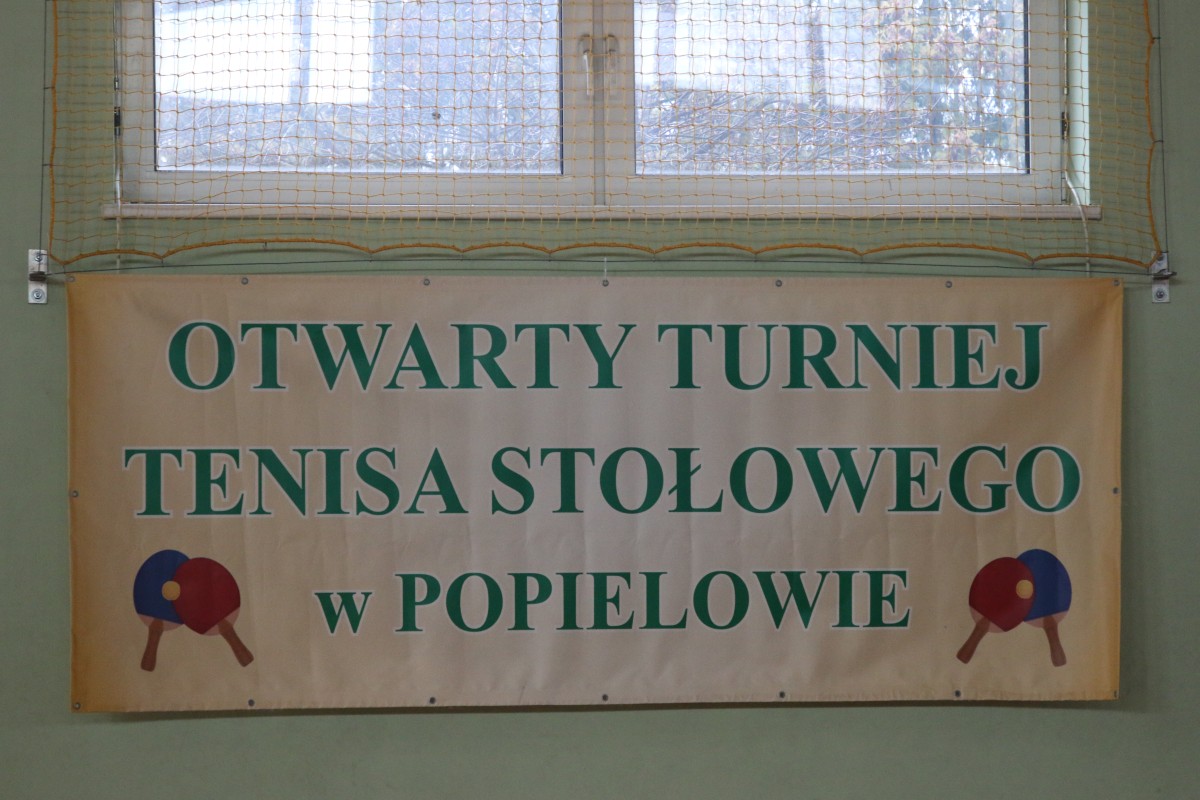 OTWARTY TURNIEJ
TENISA STOŁOWEGO
w POPIELOWIE